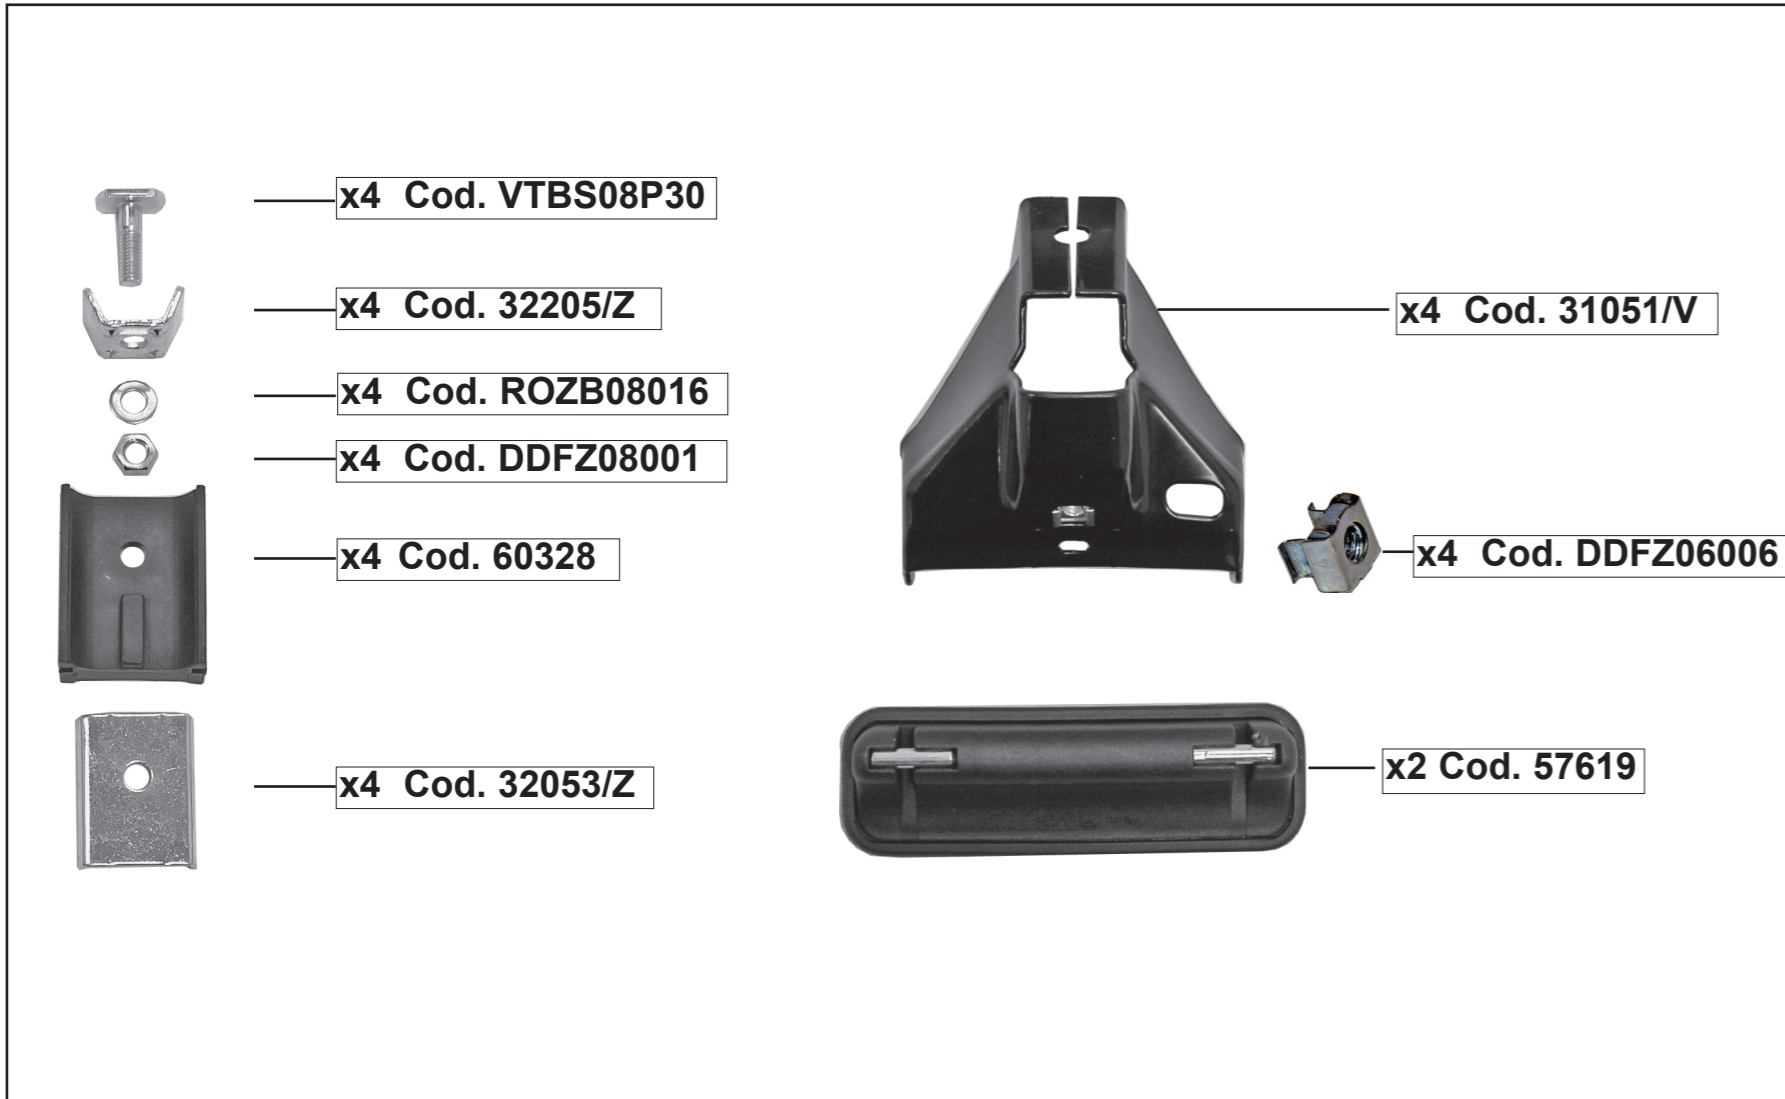 x4 Cod. VTBS08P30
x4 Cod. 32205/Z
x4 Cod. ROZB08016
x4 Cod. DDFZ08001
x4 Cod. 60328
x4 Cod. 32053/Z
x4 Cod. 31051/V
x4 Cod. DDFZ06006
x2 Cod. 57619